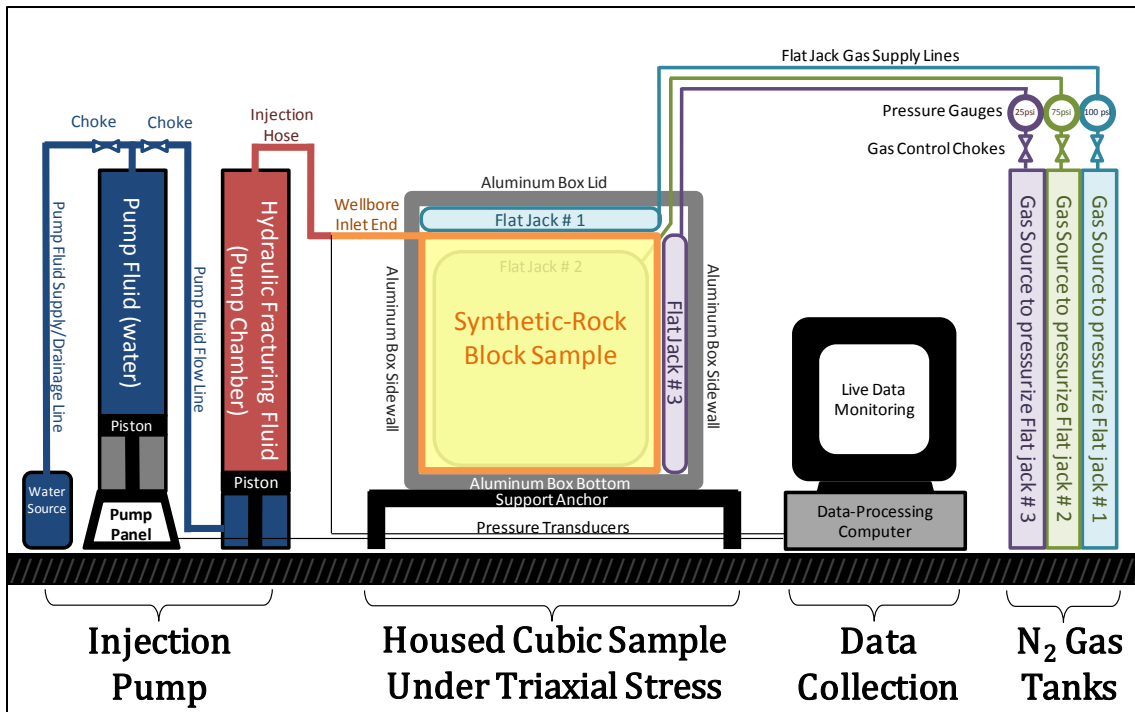 Flat Jack Gas Supply Lines
Pressure Gauges
25psi
75psi
100 psi
Gas Control Chokes
Choke
Choke
Injection
Hose
Aluminum Box Lid
Wellbore
Inlet End
Flat Jack # 1
Flat Jack # 2
Flat Jack # 3
Synthetic-Rock
Block Sample
Aluminum Box Sidewall
Aluminum Box Sidewall
Aluminum Box Bottom
Support Anchor
Pressure Transducers
Pump Fluid Supply/Drainage Line
Pump Fluid (water)
Pump Fluid Flow Line
Hydraulic Fracturing Fluid
(Pump Chamber)
Piston
Piston
Water
Source
Pump
Panel
Live Data
Monitoring
Data-Processing
Computer
Gas Source to pressurize Flat jack # 3
Gas Source to pressurize Flat jack # 2
Gas Source to pressurize Flat jack # 1
Injection
Pump
Housed Cubic Sample
Under Triaxial Stress
Data
Collection
N₂ Gas
Tanks